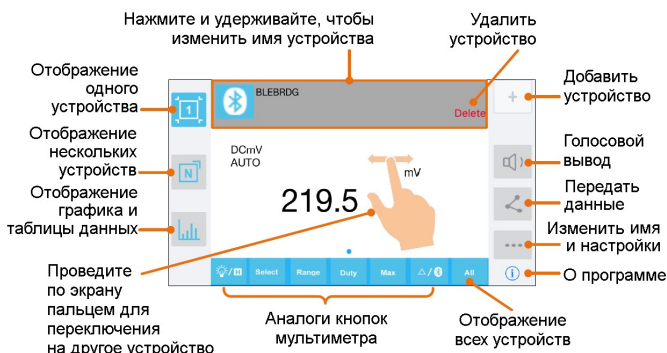 Нажмите и удерживайте, чтобы
изменить имя устройства
Удалить
устройство
Отображение
одного
устройства
Добавить
устройство
1
BLEBRDG
Delete
+
Отображение
нескольких
устройств
N
DCmV
AUTO
mV
219.5
Голосовой
вывод
Отображение
графика и
таблицы данных
Передать
данные
Изменить имя
и настройки
Проведите
по экрану
пальцем для
переключения
на другое устройство
/H
Select
Range
Duty
Max
△/
All
i
О программе
Аналоги кнопок
мультиметра
Отображение
всех устройств